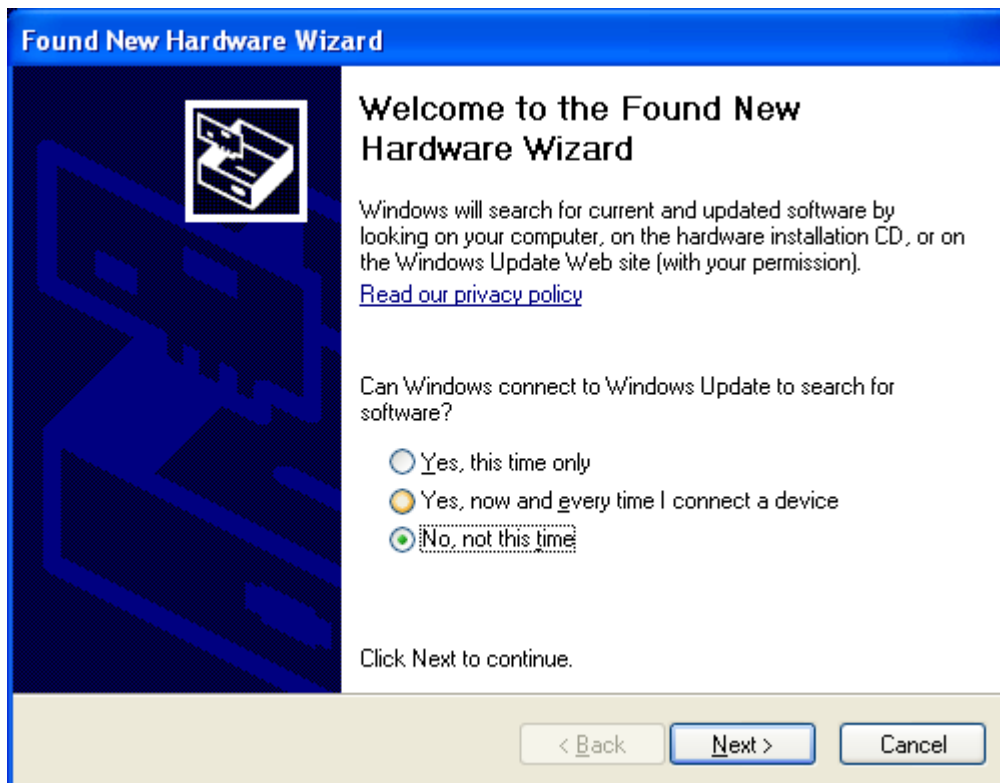 Found New Hardware Wizard
Welcome to the Found New
Hardware Wizard
Windows will search for current and updated software by
looking on your computer, on the hardware installation CD, or on
the Windows Update Web site (with your permission).
Read our privacy policy
Can Windows connect to Windows Update to search for
software?
Yes, this time only
Yes, now and every time I connect a device
No, not this time
Click Next to continue.
< Back
Next >
Cancel